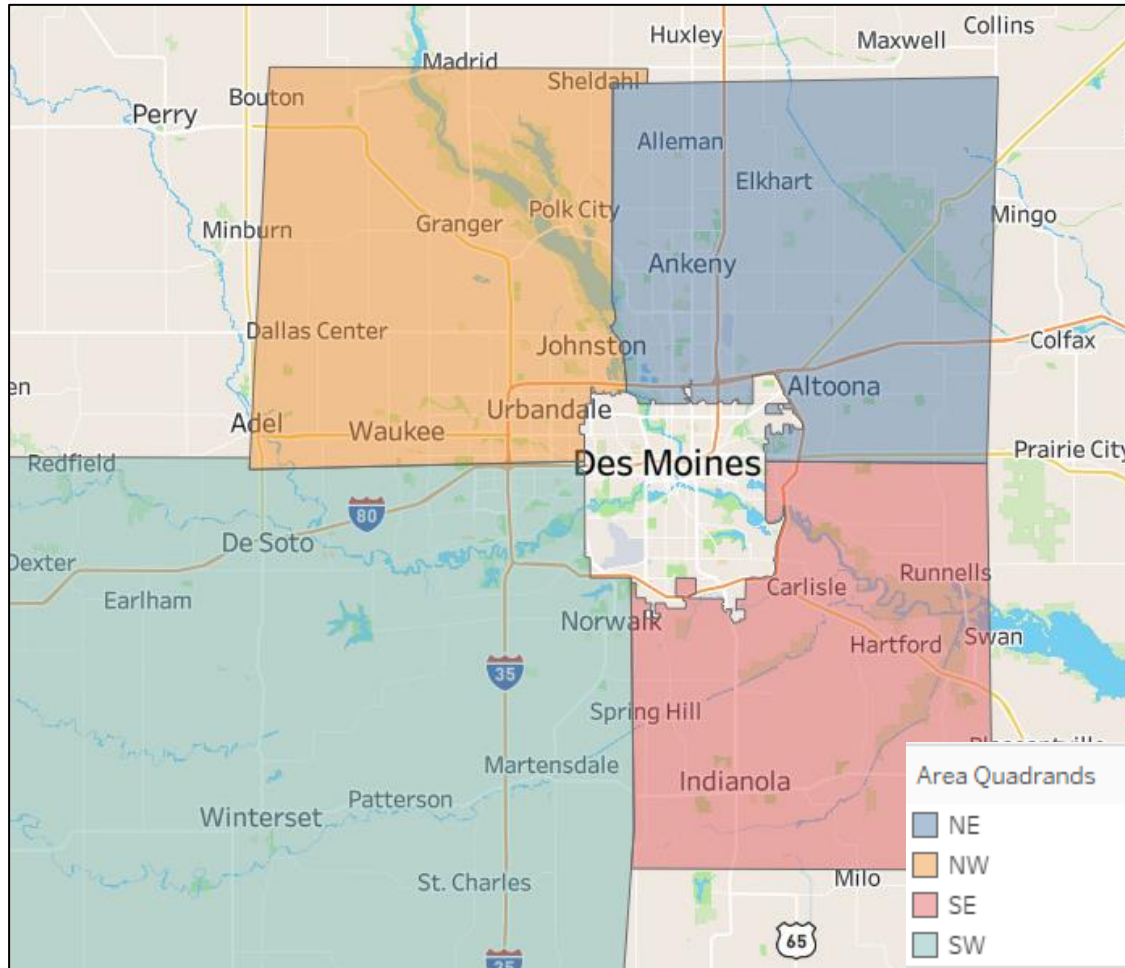 Collins
Huxley
Maxwell
Madrid
Sheldahl
Bouton
Perry
Alleman
Elkhart
Polk City
Granger
Mingo
Minburn
Ankeny
Dallas Center
Johnston
Colfax
en
Altoona
Urbandale
Adel
Waukee
Redfield
Des Moines
Prairie City
80
De Soto
Dexter
Earlham
Carlisle
Runnells
Norwalk
Swan
Hartford
35
Spring Hill
Martensdale
Indianola
Area Quadrands
Patterson
Winterset
NE
NW
St. Charles
Milo
SE
65
SW
35